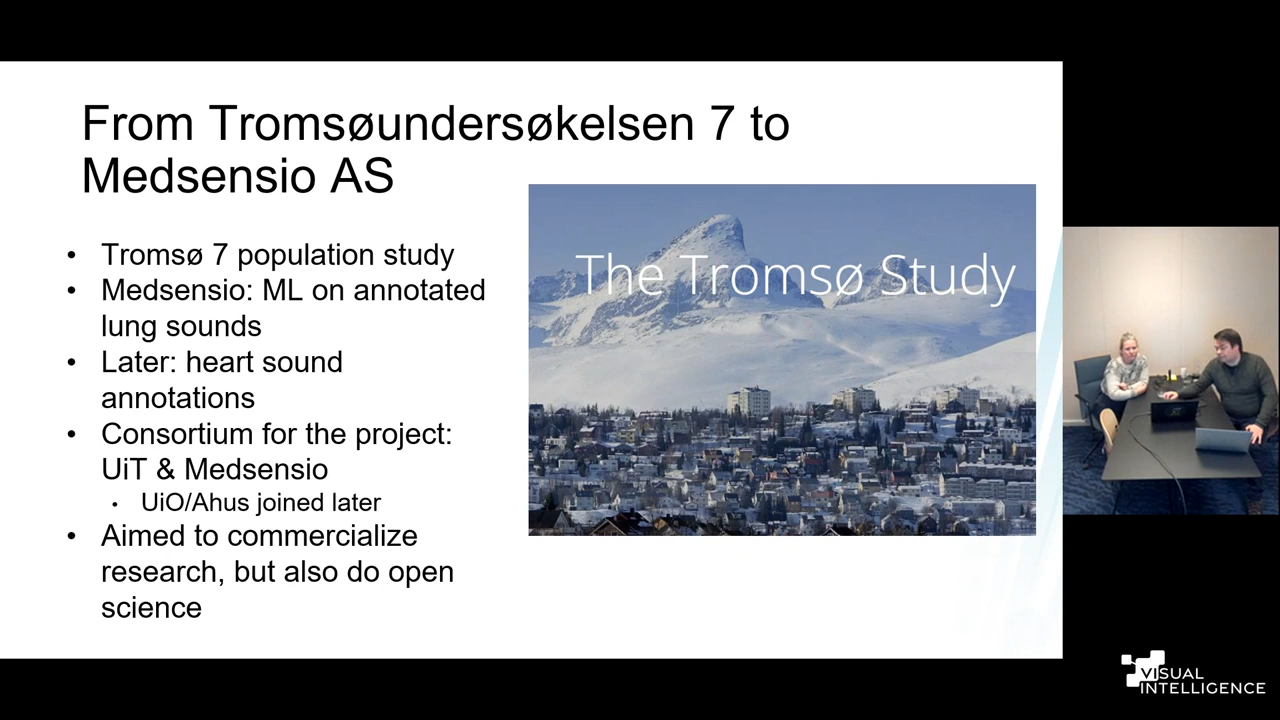 From Tromsøundersøkelsen 7 to
Medsensio AS
• Tromsø 7 population study
• Medsensio: ML on annotated
lung sounds
• Later: heart sound
annotations
• Consortium for the project:
UiT & Medsensio
• UiO/Ahus joined later
• Aimed to commercialize
research, but also do open
science
The Tromsø Study
VISUAL
INTELLIGENCE